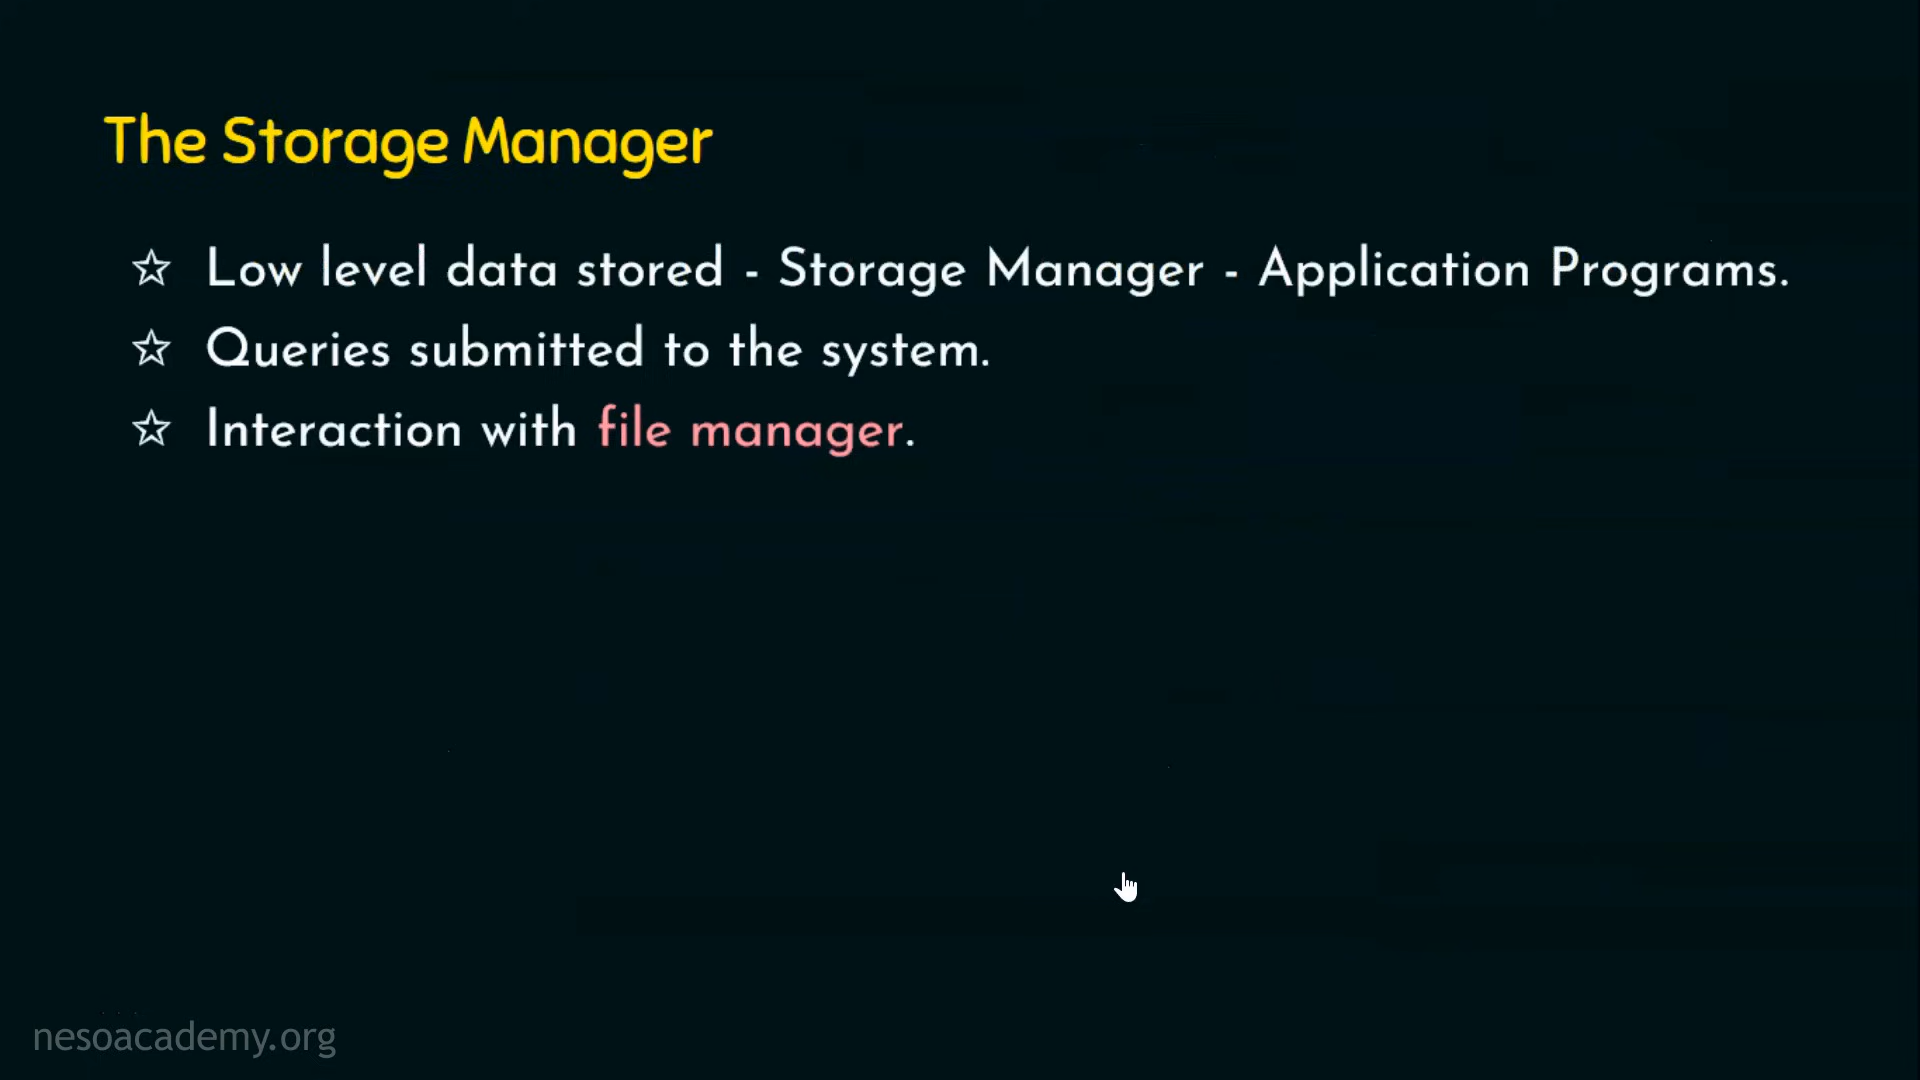 The Storage Manager
☆ Low level data stored - Storage Manager - Application Programs.
☆ Queries submitted to the system.
☆ Interaction with file manager.
nesoacademy.org